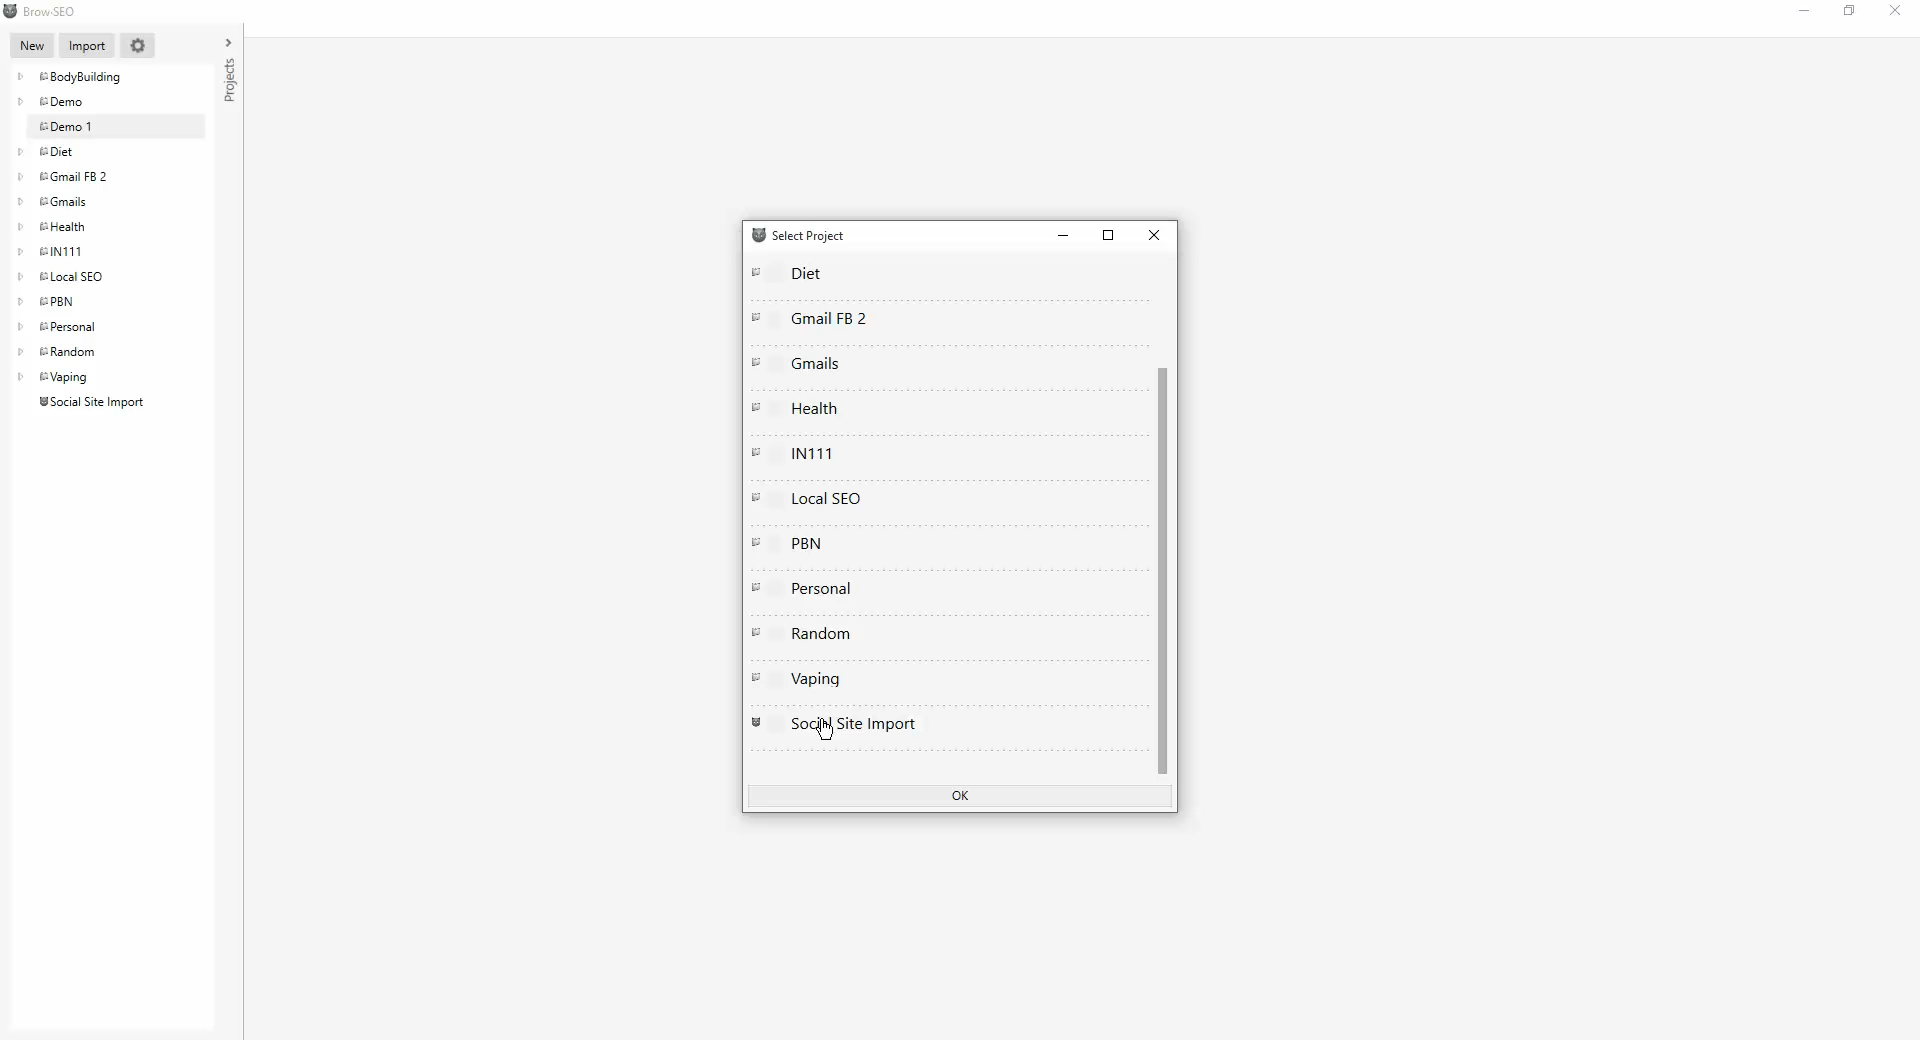 Brow·SEO
New Import
Projects
BodyBuilding
Demo
Demo 1
Diet
Gmail FB 2
Gmails
Health
IN111
Local SEO
PBN
Personal
Random
Vaping
Social Site Import
Select Project
Diet
Gmail FB 2
Gmails
Health
IN111
Local SEO
PBN
Personal
Random
Vaping
Social Site Import
OK